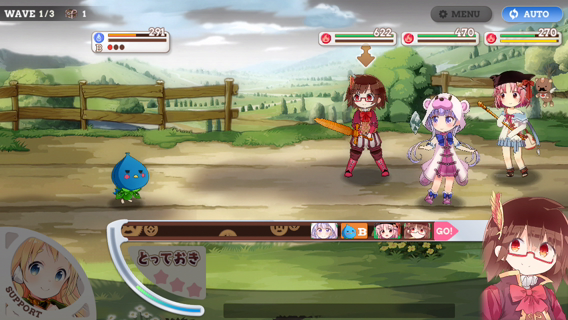 WAVE 1/3 1
MENU
AUTO
291
B
622
470
270
B
GO!
とっておき
SUPPORT